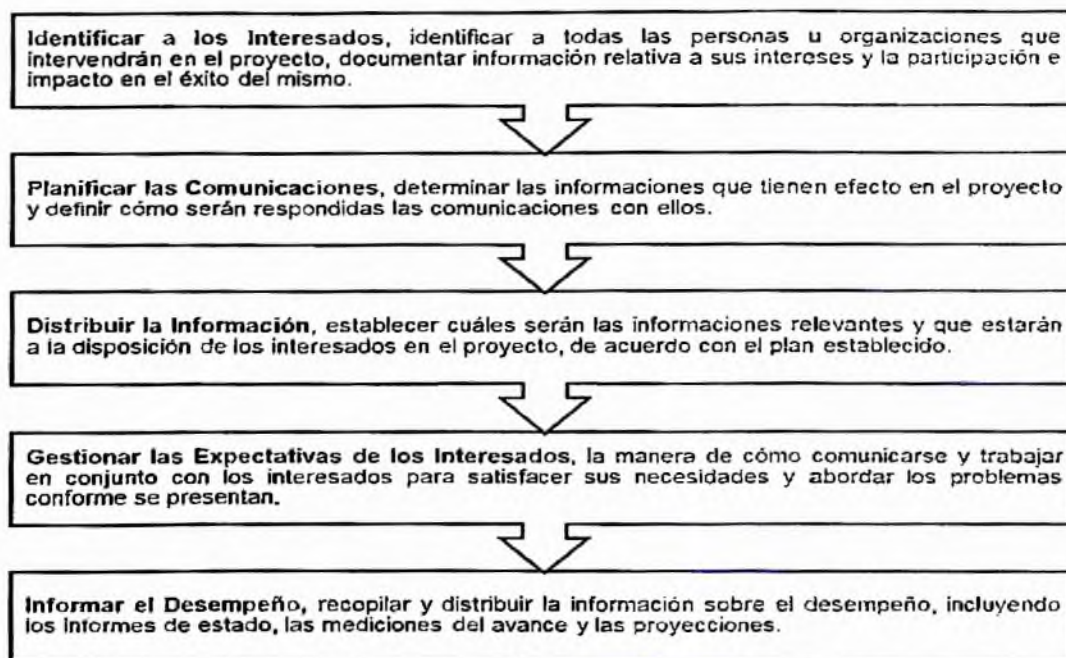 Identificar a los Interesados, identificar a todas las personas u organizaciones que
intervendrán en el proyecto, documentar información relativa a sus intereses y la participación e
impacto en el éxito del mismo.
Planificar las Comunicaciones, determinar las informaciones que tienen efecto en el proyecto
y definir cómo serán respondidas las comunicaciones con ellos.
Distribuir la Información, establecer cuáles serán las informaciones relevantes y que estarán
a la disposición de los interesados en el proyecto, de acuerdo con el plan establecido.
Gestionar las Expectativas de los Interesados, la manera de cómo comunicarse y trabajar
en conjunto con los interesados para satisfacer sus necesidades y abordar los problemas
conforme se presentan.
Informar el Desempeño, recopilar y distribuir la información sobre el desempeño, incluyendo
los informes de estado, las mediciones del avance y las proyecciones.